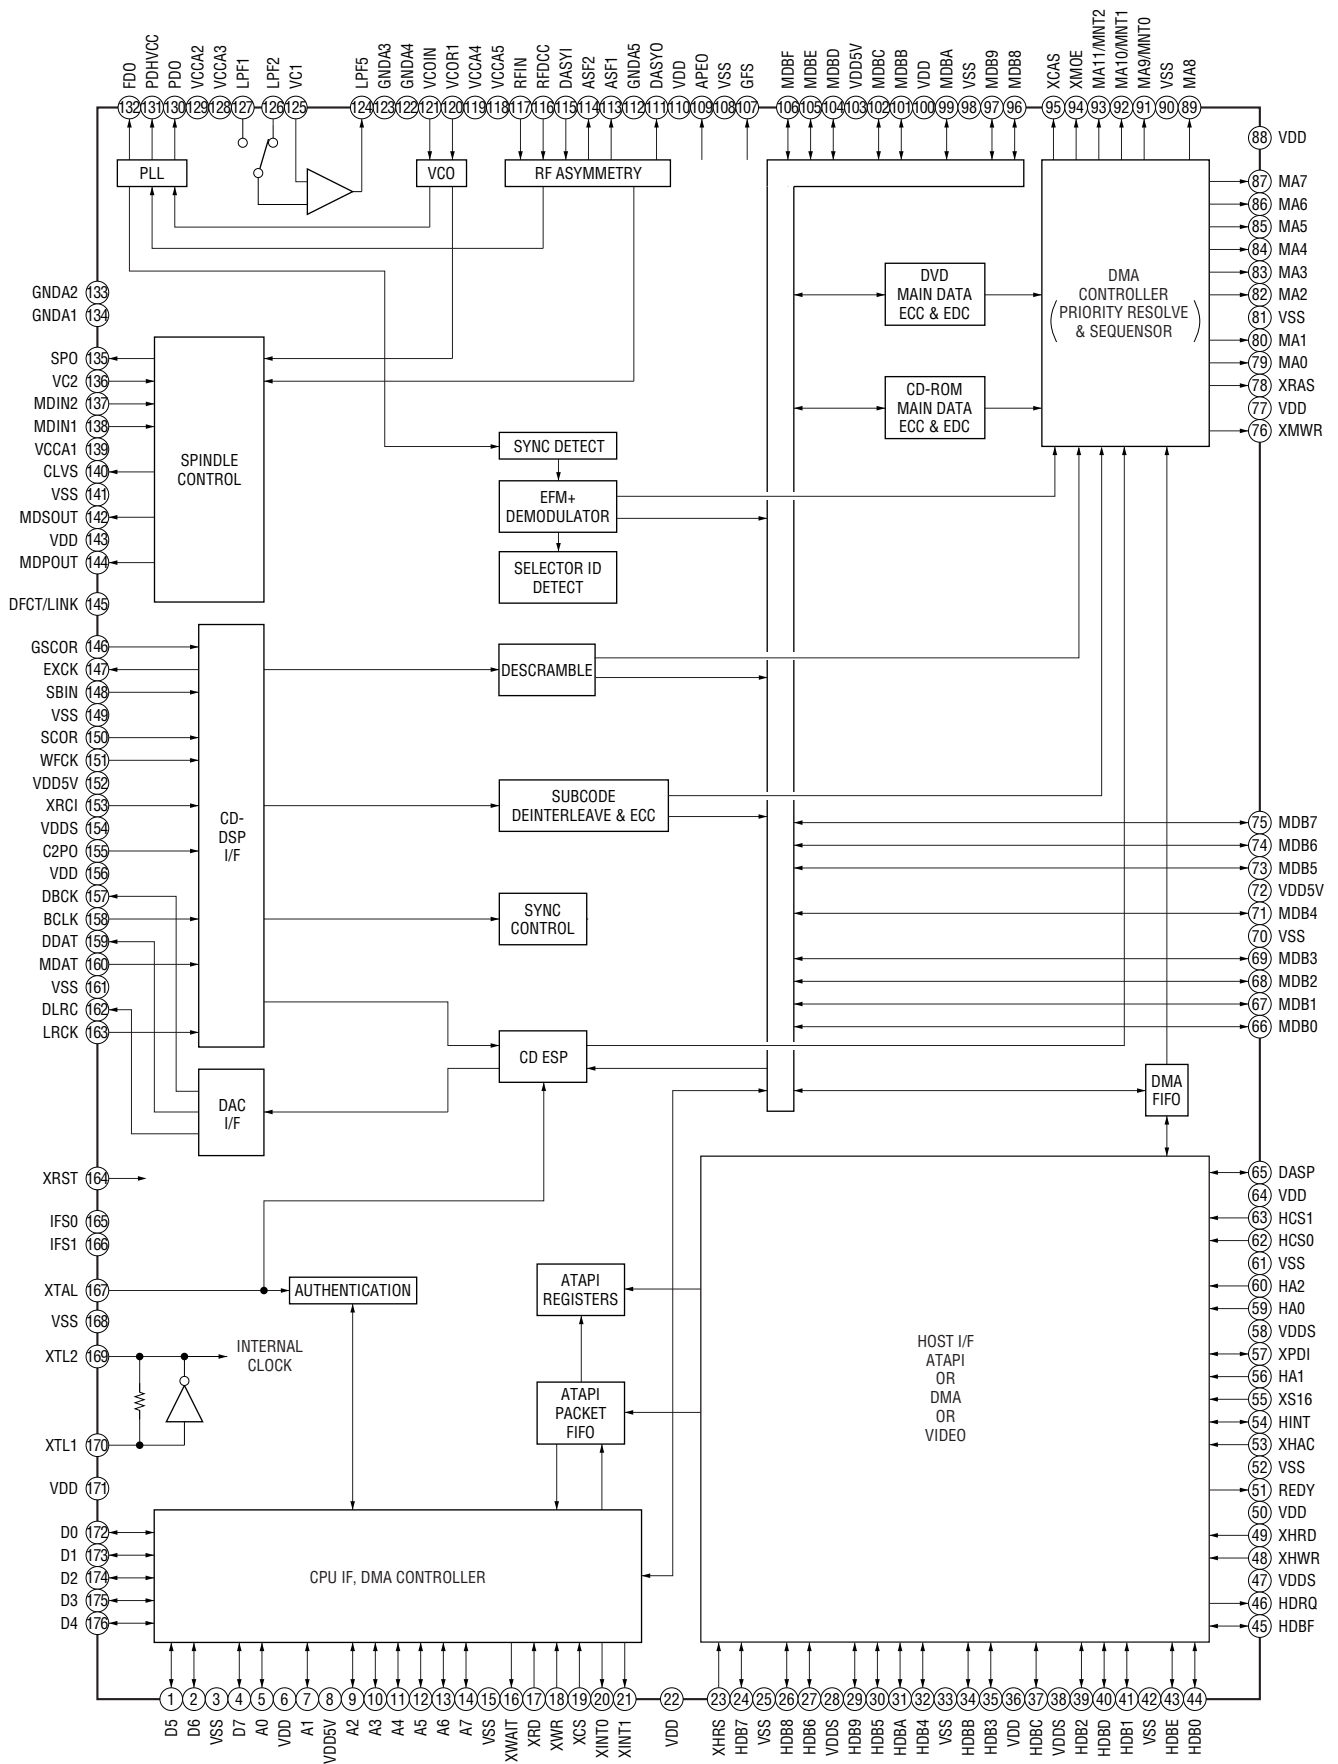 FDO
PDHVCC
PDO
VCCA2
VCCA3
LPF1
LPF2
VC1
LPF5
GNDA3
GNDA4
VCOIN
VCOR1
VCCA4
VCCA5
RFIN
RFDCC
DASYI
ASF2
ASF1
GNDA5
DASYO
VDD
APEO
VSS
GFS
MDBF
MDBE
MDBD
VDD5V
MDBC
MDBB
VDD
MDBA
VSS
MDB9
MDB8
XCAS
XMOE
MA11/MNT2
MA10/MNT1
MA9/MNT0
VSS
MA8
132
131
130
129
128
127
126
125
124
123
122
121
120
119
118
117
116
115
114
113
112
111
110
109
108
107
106
105
104
103
102
101
100
99
98
97
96
95
94
93
92
91
90
89
88 VDD
87 MA7
86 MA6
85 MA5
84 MA4
83 MA3
82 MA2
81 VSS
80 MA1
79 MA0
78 XRAS
77 VDD
76 XMWR
75 MDB7
74 MDB6
73 MDB5
72 VDD5V
71 MDB4
70 VSS
69 MDB3
68 MDB2
67 MDB1
66 MDB0
65 DASP
64 VDD
63 HCS1
62 HCS0
61 VSS
60 HA2
59 HA0
58 VDDS
57 XPDI
56 HA1
55 XS16
54 HINT
53 XHAC
52 VSS
51 REDY
50 VDD
49 XHRD
48 XHWR
47 VDDS
46 HDRQ
45 HDBF
GNDA2 133
GNDA1 134
SPO 135
VC2 136
MDIN2 137
MDIN1 138
VCCA1 139
CLVS 140
VSS 141
MDSOUT 142
VDD 143
MDPOUT 144
DFCT/LINK 145
GSCOR 146
EXCK 147
SBIN 148
VSS 149
SCOR 150
WFCK 151
VDD5V 152
XRCI 153
VDDS 154
C2PO 155
VDD 156
DBCK 157
BCLK 158
DDAT 159
MDAT 160
VSS 161
DLRC 162
LRCK 163
XRST 164
IFS0 165
IFS1 166
XTAL 167
VSS 168
XTL2 169
XTL1 170
VDD 171
D0 172
D1 173
D2 174
D3 175
D4 176
PLL
VCO
RF ASYMMETRY
DVD
MAIN DATA
ECC & EDC
DMA
CONTROLLER
(PRIORITY RESOLVE
& SEQUENSOR)
CD-ROM
MAIN DATA
ECC & EDC
SPINDLE
CONTROL
SYNC DETECT
EFM+
DEMODULATOR
SELECTOR ID
DETECT
CD-
DSP
I/F
DESCRAMBLE
SUBCODE
DEINTERLEAVE & ECC
SYNC
CONTROL
CD ESP
DAC
I/F
DMA
FIFO
AUTHENTICATION
INTERNAL
CLOCK
ATAPI
REGISTERS
ATAPI
PACKET
FIFO
HOST I/F
ATAPI
OR
DMA
OR
VIDEO
CPU IF, DMA CONTROLLER
1
2
3
4
5
6
7
8
9
10
11
12
13
14
15
16
17
18
19
20
21
22
23
24
25
26
27
28
29
30
31
32
33
34
35
36
37
38
39
40
41
42
43
44
D5
D6
VSS
D7
A0
VDD
A1
VDD5V
A2
A3
A4
A5
A6
A7
VSS
XWAIT
XRD
XWR
XCS
XINT0
XINT1
VDD
XHRS
HDB7
VSS
HDB8
HDB6
VDDS
HDB9
HDB5
HDBA
HDB4
VSS
HDBB
HDB3
VDD
HDBC
VDDS
HDB2
HDBD
HDB1
VSS
HDBE
HDB0